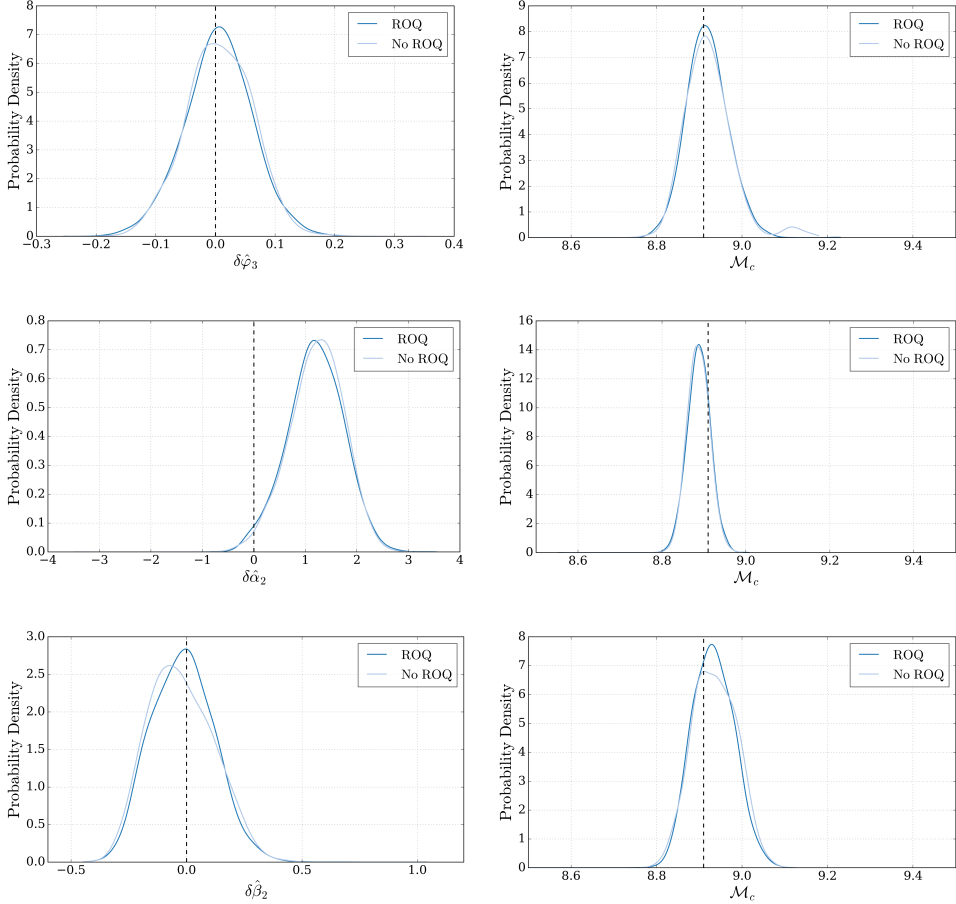 Probability Density
8
7
6
5
4
3
2
1
0
−0.3 −0.2 −0.1 0.0 0.1 0.2 0.3 0.4
δφ̂₃
ROQ
No ROQ
Probability Density
9
8
7
6
5
4
3
2
1
0
8.6 8.8 9.0 9.2 9.4
ℳc
ROQ
No ROQ
Probability Density
0.8
0.7
0.6
0.5
0.4
0.3
0.2
0.1
0.0
−4 −3 −2 −1 0 1 2 3 4
δα̂₂
ROQ
No ROQ
Probability Density
16
14
12
10
8
6
4
2
0
8.6 8.8 9.0 9.2 9.4
ℳc
ROQ
No ROQ
Probability Density
3.0
2.5
2.0
1.5
1.0
0.5
0.0
−0.5 0.0 0.5 1.0
δβ̂₂
ROQ
No ROQ
Probability Density
8
7
6
5
4
3
2
1
0
8.6 8.8 9.0 9.2 9.4
ℳc
ROQ
No ROQ